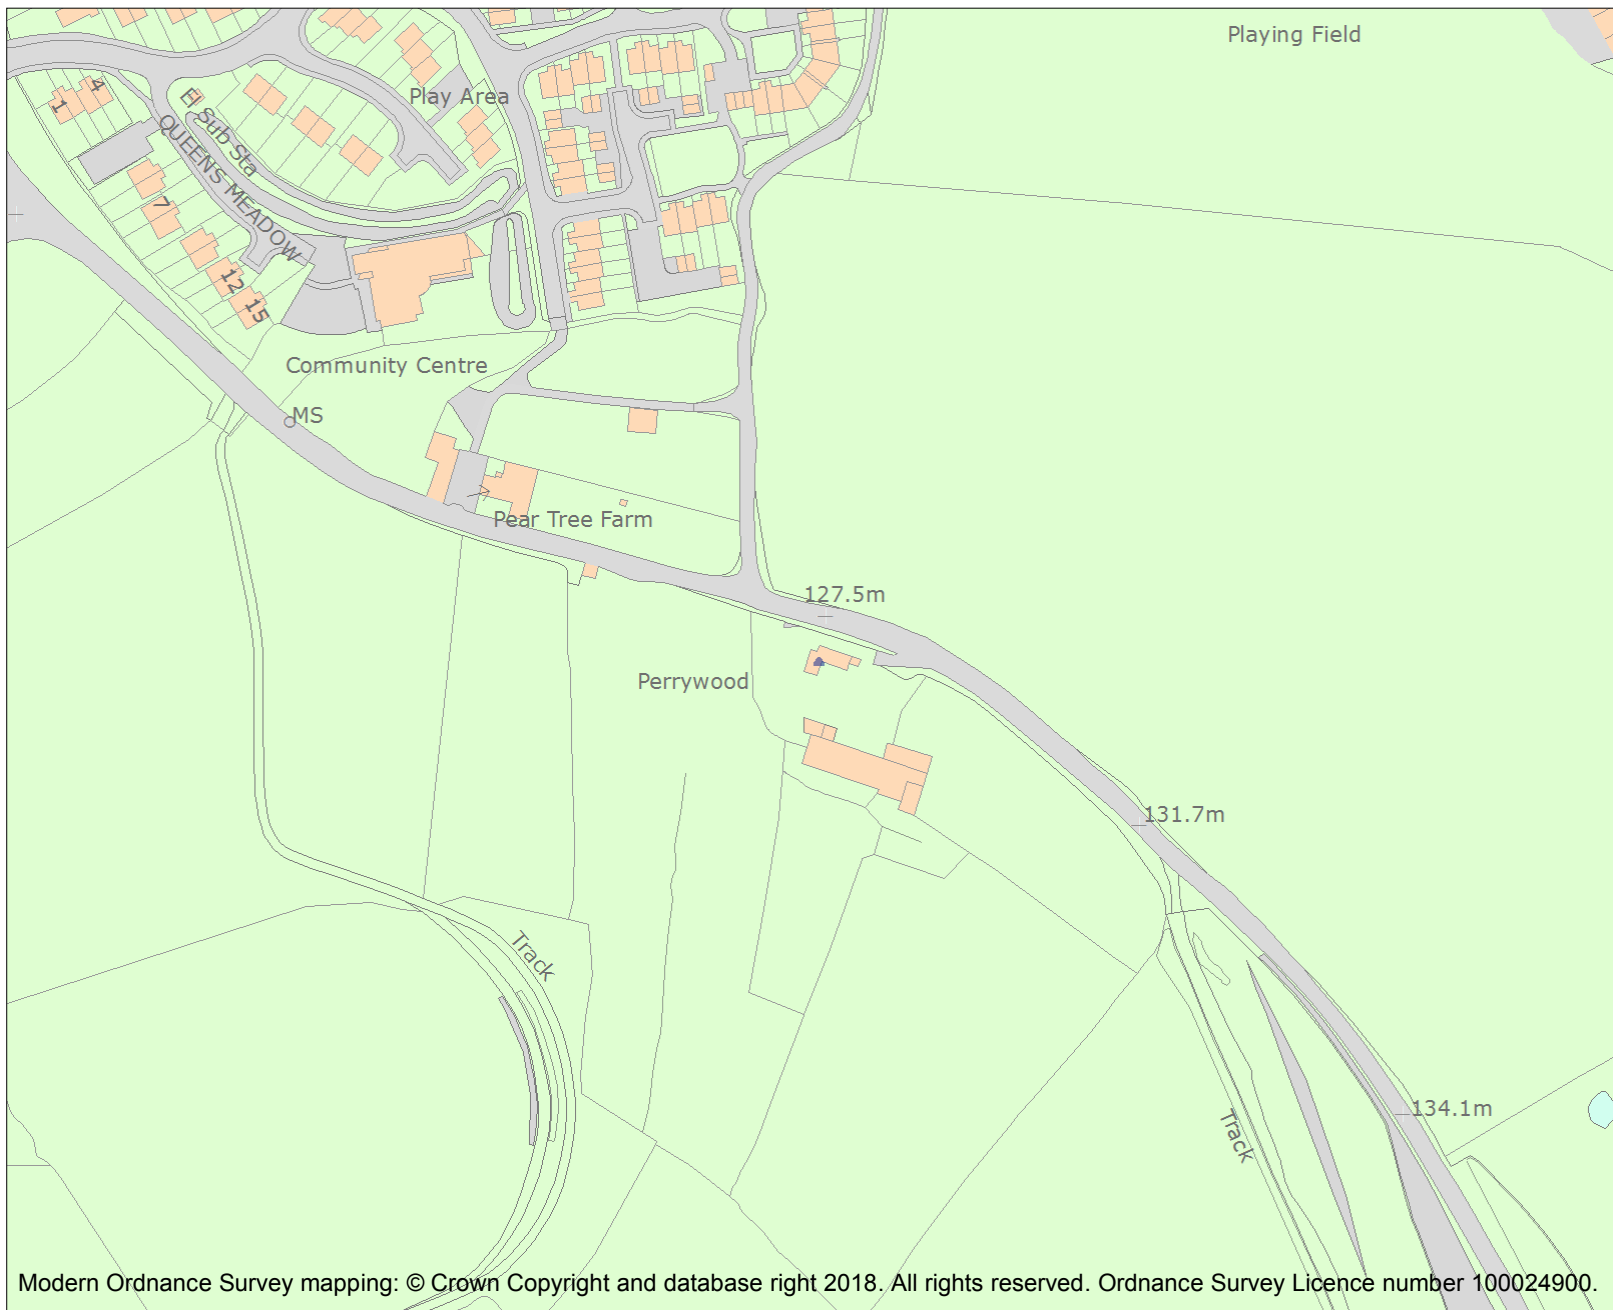 Playing Field
Play Area
1
4
El Sub Sta
QUEENS MEADOW
7
12
15
Community Centre
MS
Pear Tree Farm
127.5m
Perrywood
131.7m
Track
134.1m
Track
Modern Ordnance Survey mapping: © Crown Copyright and database right 2018. All rights reserved. Ordnance Survey Licence number 100024900.